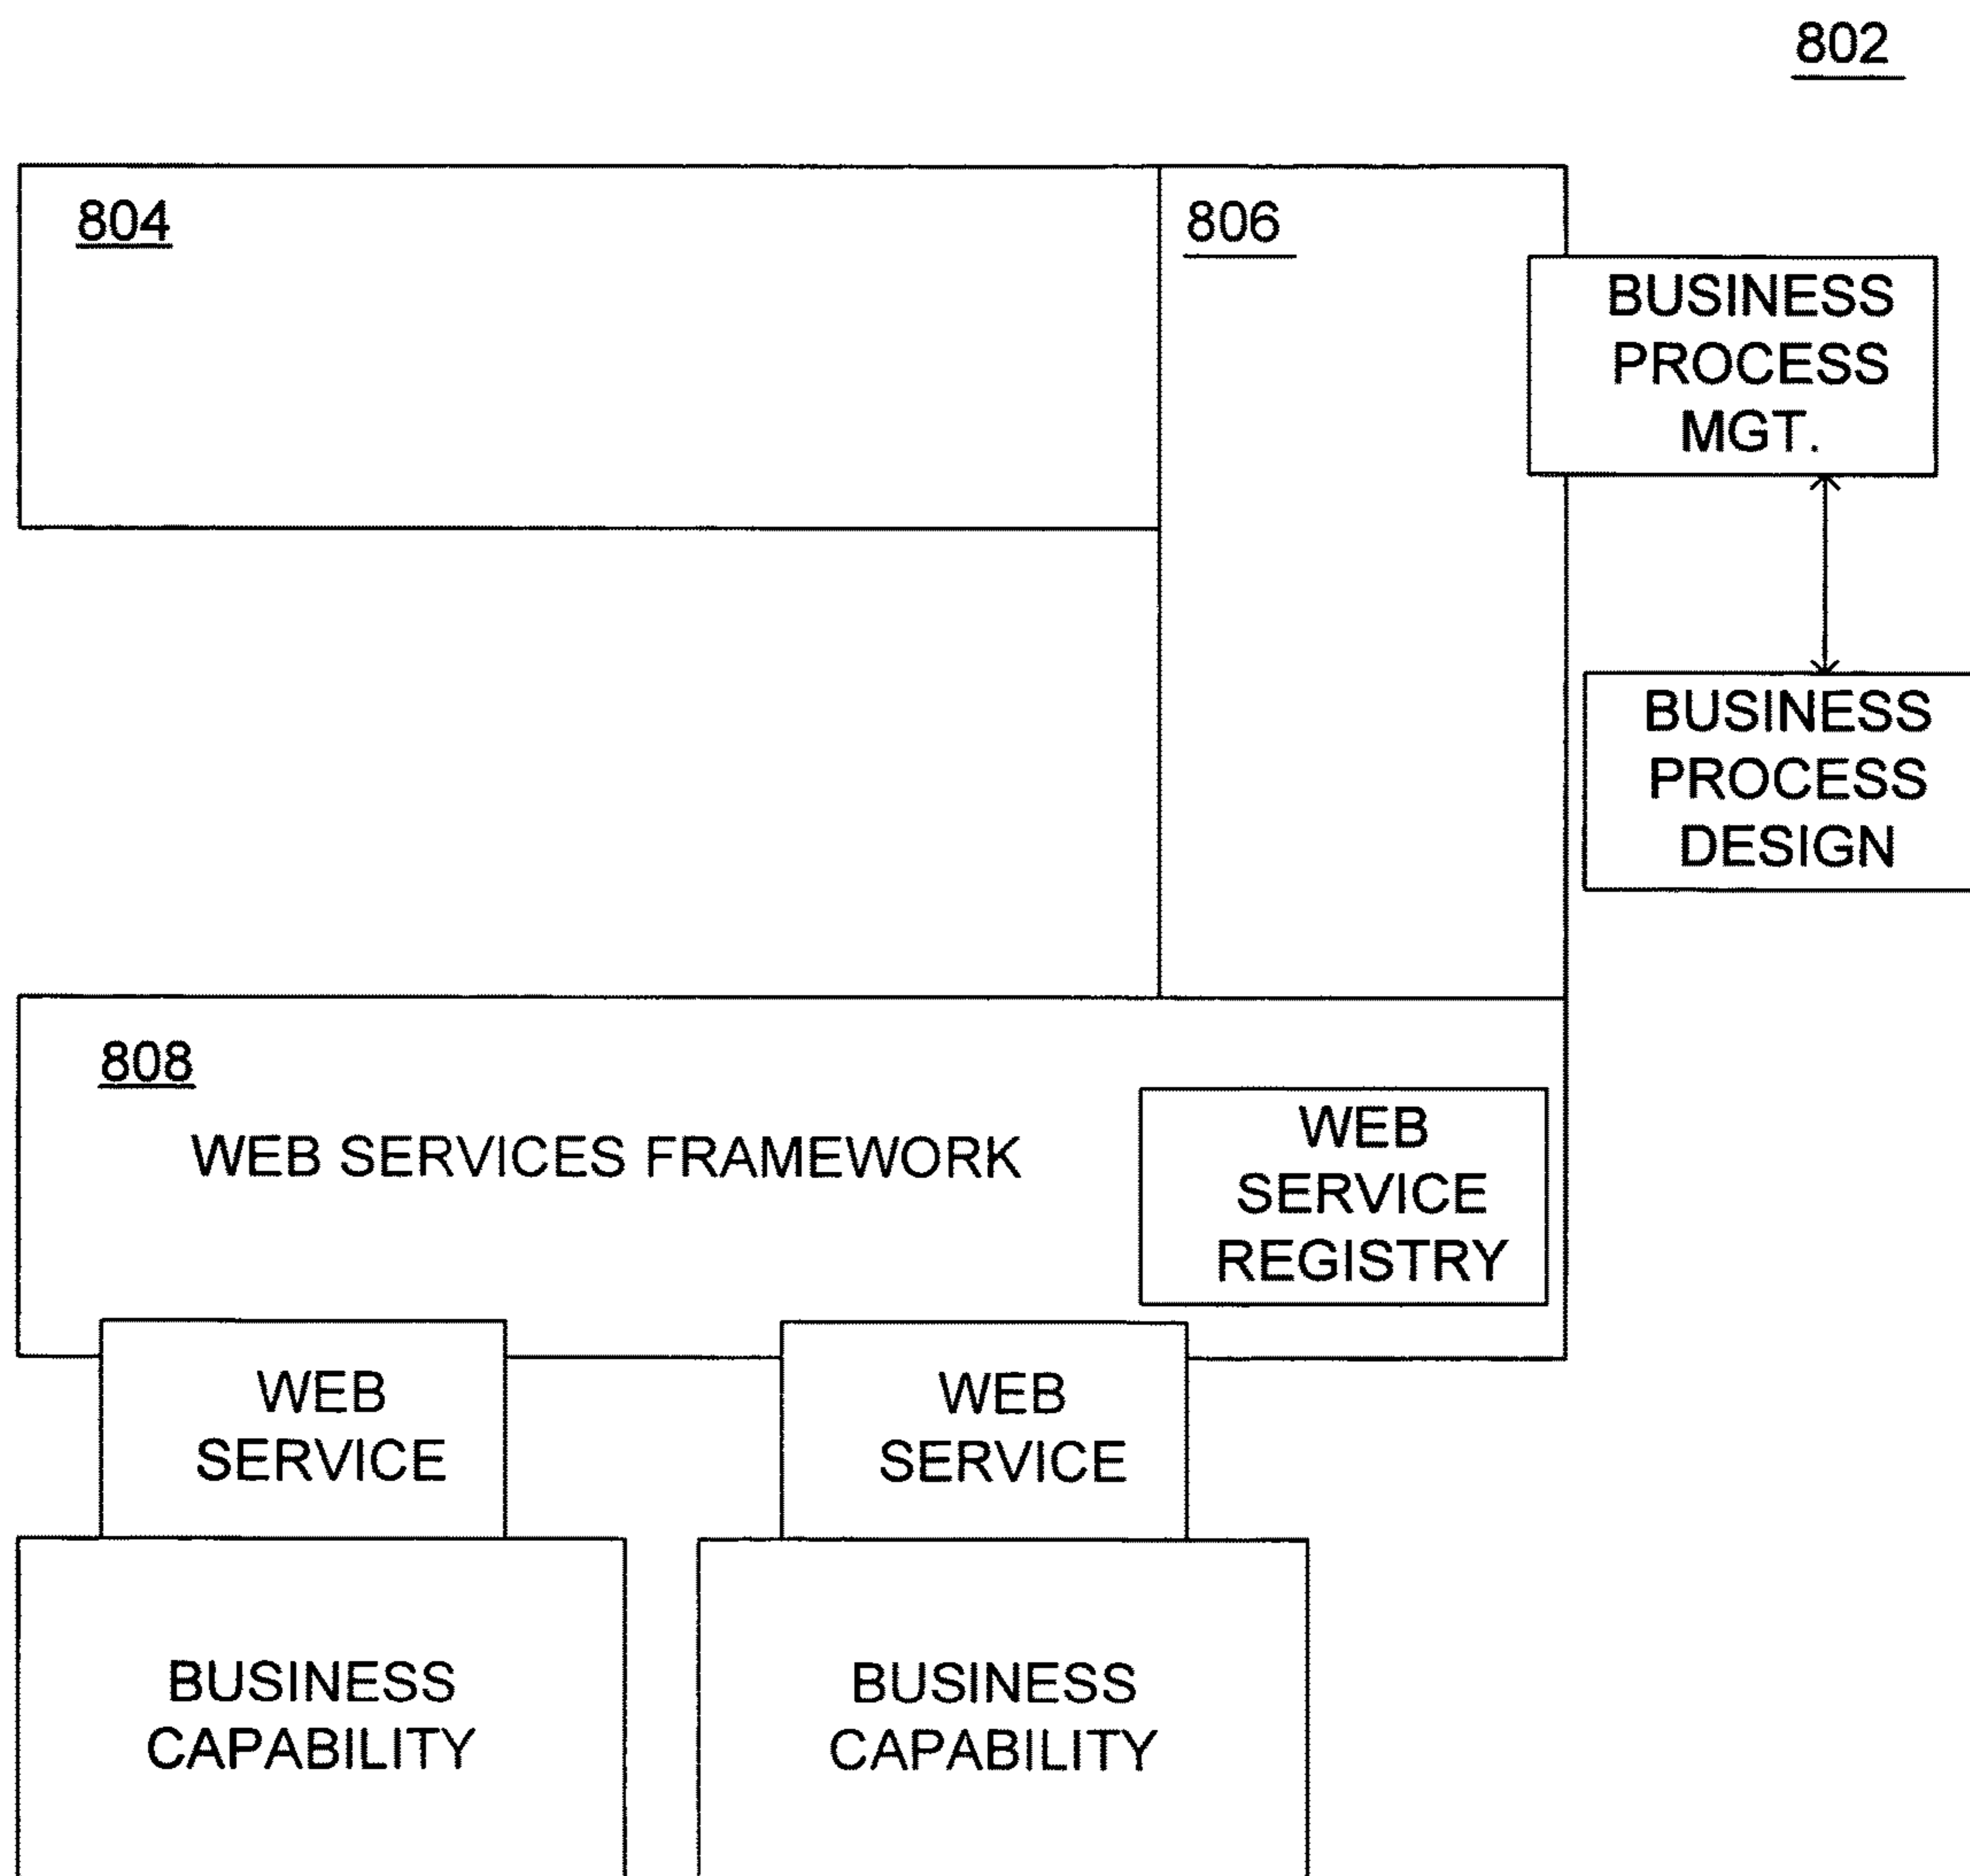 802
804
806
BUSINESS
PROCESS
MGT.
BUSINESS
PROCESS
DESIGN
808
WEB SERVICES FRAMEWORK
WEB
SERVICE
REGISTRY
WEB
SERVICE
WEB
SERVICE
BUSINESS
CAPABILITY
BUSINESS
CAPABILITY